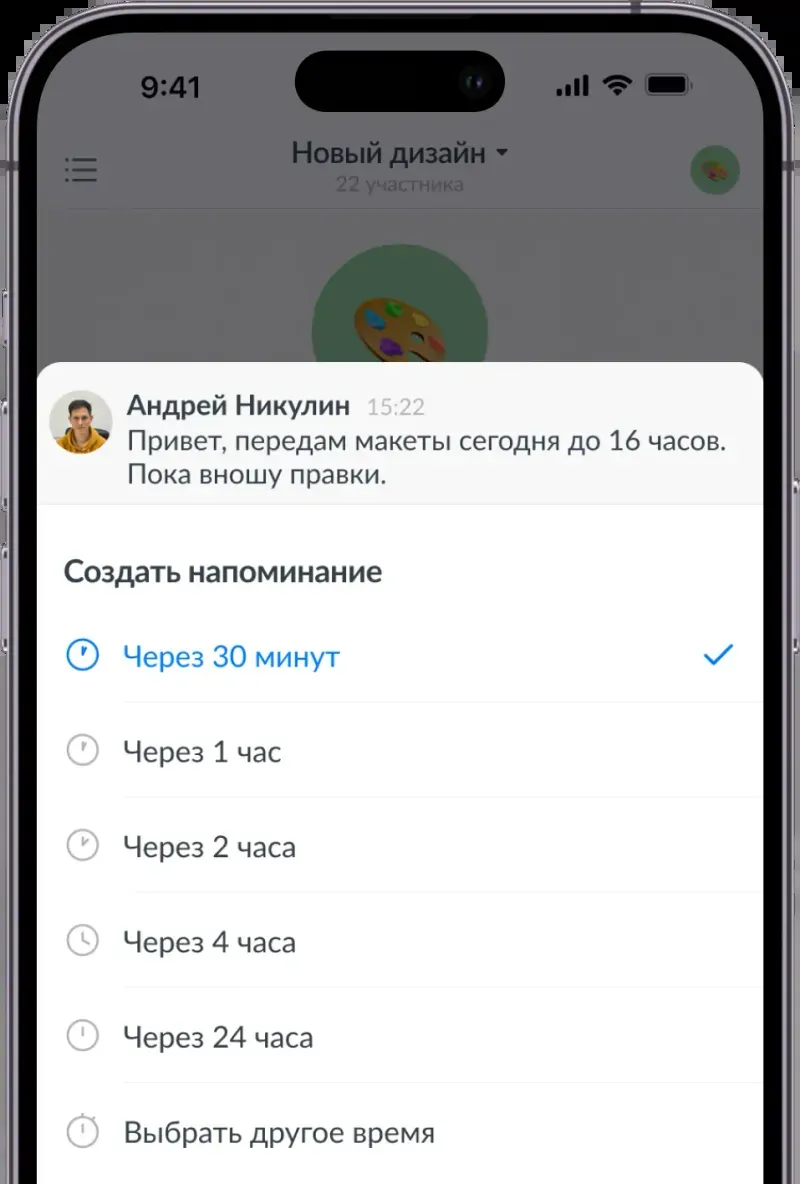 9:41
Новый дизайн
22 участника
Андрей Никулин 15:22
Привет, передам макеты сегодня до 16 часов.
Пока вношу правки.
Создать напоминание
Через 30 минут
Через 1 час
Через 2 часа
Через 4 часа
Через 24 часа
Выбрать другое время